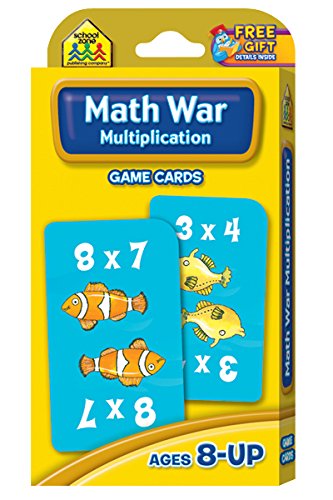 school
zone
publishing company
FREE
GIFT
DETAILS INSIDE
Math War
Multiplication
GAME CARDS
8 x 7
3 x 4
8 x 7
3 x
AGES 8-UP
Math War Multiplication
GAME
CARDS